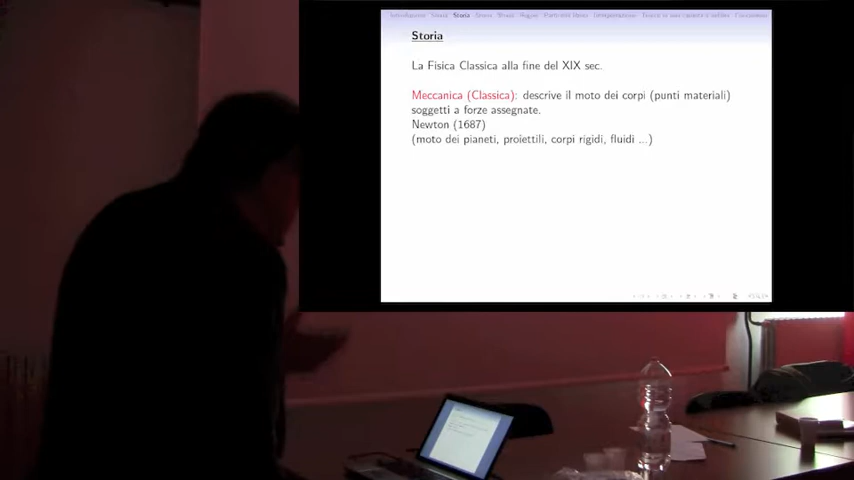 Storia
La Fisica Classica alla fine del XIX sec.
Meccanica (Classica): descrive il moto dei corpi (punti materiali)
soggetti a forze assegnate.
Newton (1687)
(moto dei pianeti, proiettili, corpi rigidi, fluidi ...)